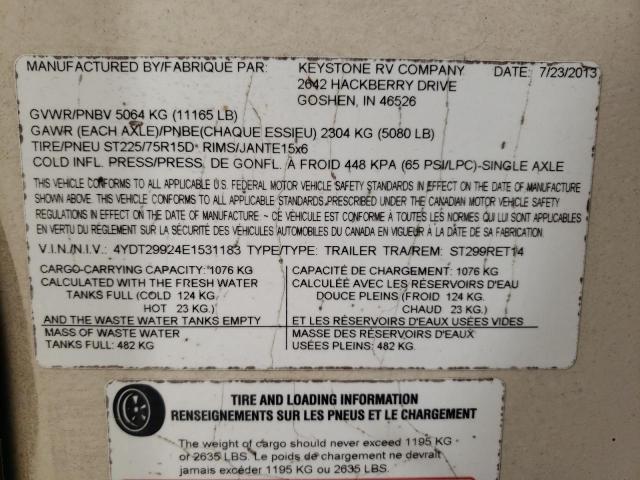 MANUFACTURED BY/FABRIQUÉ PAR: KEYSTONE RV COMPANY DATE: 7/23/2013
2642 HACKBERRY DRIVE
GOSHEN, IN 46526
GVWR/PNBV 5064 KG (11165 LB)
GAWR (EACH AXLE)/PNBE(CHAQUE ESSIEU) 2304 KG (5080 LB)
TIRE/PNEU ST225/75R15D RIMS/JANTE15x6
COLD INFL. PRESS/PRESS. DE GONFL. À FROID 448 KPA (65 PSI/LPC)-SINGLE AXLE
THIS VEHICLE CONFORMS TO ALL APPLICABLE U.S. FEDERAL MOTOR VEHICLE SAFETY STANDARDS IN EFFECT ON THE DATE OF MANUFACTURE
SHOWN ABOVE. THIS VEHICLE CONFORMS TO ALL APPLICABLE STANDARDS PRESCRIBED UNDER THE CANADIAN MOTOR VEHICLE SAFETY
REGULATIONS IN EFFECT ON THE DATE OF MANUFACTURE ~ CE VÉHICULE EST CONFORME À TOUTES LES NORMES QUI LUI SONT APPLICABLES
EN VERTU DU RÈGLEMENT SUR LA SÉCURITÉ DES VÉHICULES AUTOMOBILES DU CANADA EN VIGUEUR À LA DATE DE SA FABRICATION.
V.I.N./N.I.V.: 4YDT29924E1531183 TYPE/TYPE: TRAILER TRA/REM: ST299RET14
CARGO-CARRYING CAPACITY: 1076 KG
CALCULATED WITH THE FRESH WATER
TANKS FULL (COLD 124 KG.
HOT 23 KG.)
AND THE WASTE WATER TANKS EMPTY
MASS OF WASTE WATER
TANKS FULL: 482 KG
CAPACITÉ DE CHARGEMENT: 1076 KG
CALCULÉE AVEC LES RÉSERVOIRS D'EAU
DOUCE PLEINS (FROID 124 KG.
CHAUD 23 KG.)
ET LES RÉSERVOIRS D'EAUX USÉES VIDES
MASSE DES RÉSERVOIRS D'EAUX
USÉES PLEINS: 482 KG
TIRE AND LOADING INFORMATION
RENSEIGNEMENTS SUR LES PNEUS ET LE CHARGEMENT
The weight of cargo should never exceed 1195 KG
or 2635 LBS. Le poids de chargement ne devrait
jamais excéder 1195 KG ou 2635 LBS.